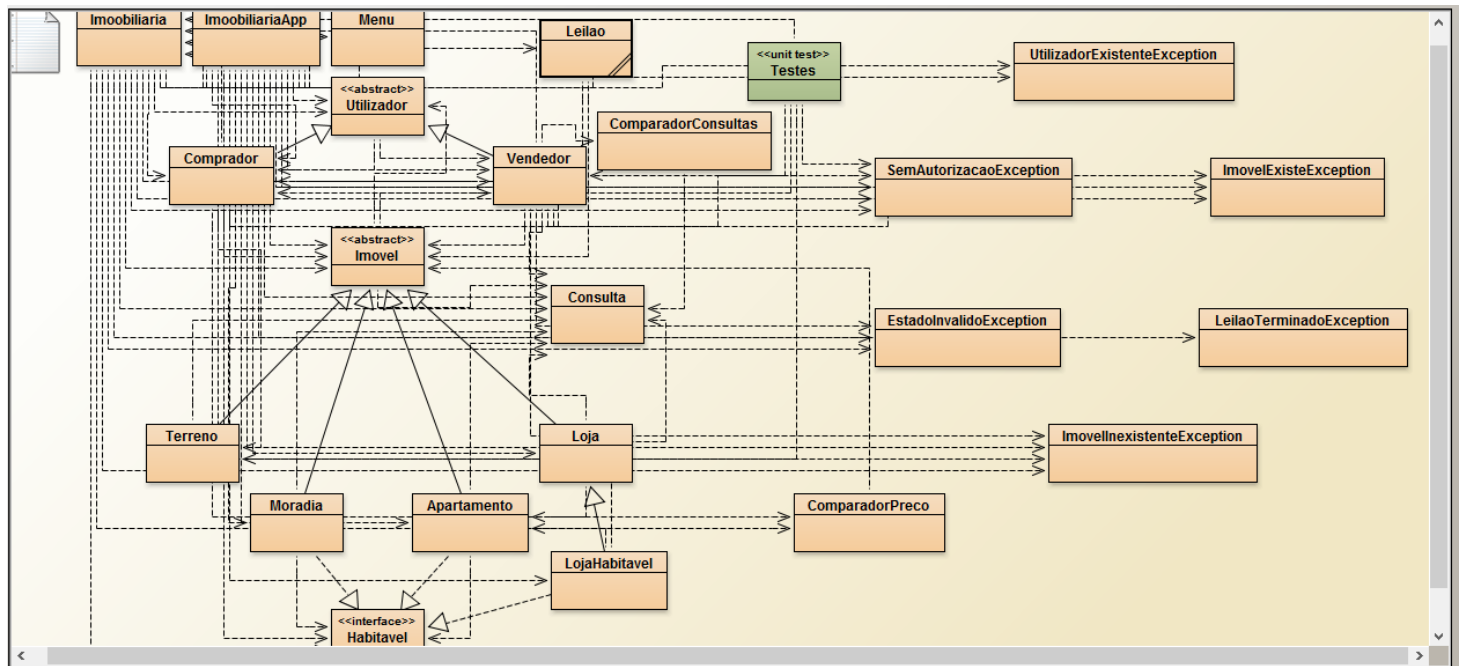 Imoobiliaria
ImoobiliariaApp
Menu
Leilao
<<unit test>>
Testes
UtilizadorExistenteException
<<abstract>>
Utilizador
ComparadorConsultas
Comprador
Vendedor
SemAutorizacaoException
ImovelExisteException
<<abstract>>
Imovel
Consulta
EstadoInvalidoException
LeilaoTerminadoException
Terreno
Loja
ImovelInexistenteException
Moradia
Apartamento
ComparadorPreco
LojaHabitavel
<<interface>>
Habitavel